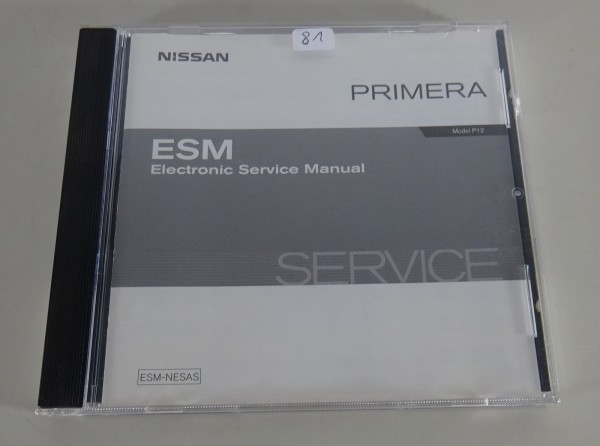 81
NISSAN
PRIMERA
Model P12
ESM
Electronic Service Manual
SERVICE
ESM-NESAS